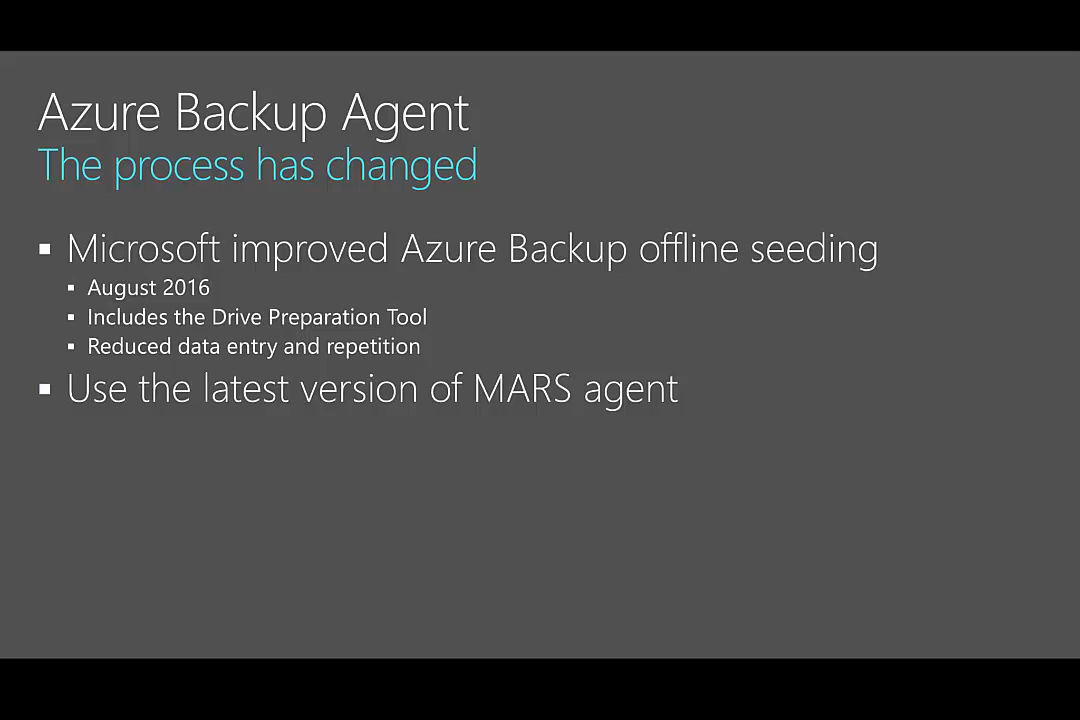 Azure Backup Agent
The process has changed
▪ Microsoft improved Azure Backup offline seeding
▪ August 2016
▪ Includes the Drive Preparation Tool
▪ Reduced data entry and repetition
▪ Use the latest version of MARS agent